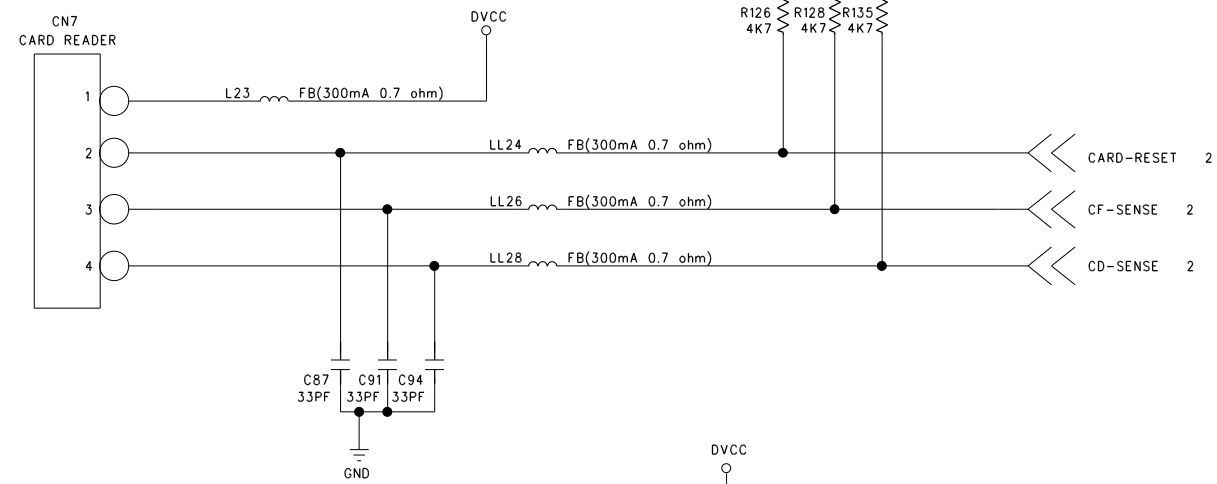 CN7
CARD READER
DVCC
R126
4K7
R128
4K7
R135
4K7
1
L23
FB(300mA 0.7 ohm)
2
LL24
FB(300mA 0.7 ohm)
CARD-RESET 2
3
LL26
FB(300mA 0.7 ohm)
CF-SENSE 2
4
LL28
FB(300mA 0.7 ohm)
CD-SENSE 2
C87
33PF
C91
33PF
C94
33PF
GND
DVCC